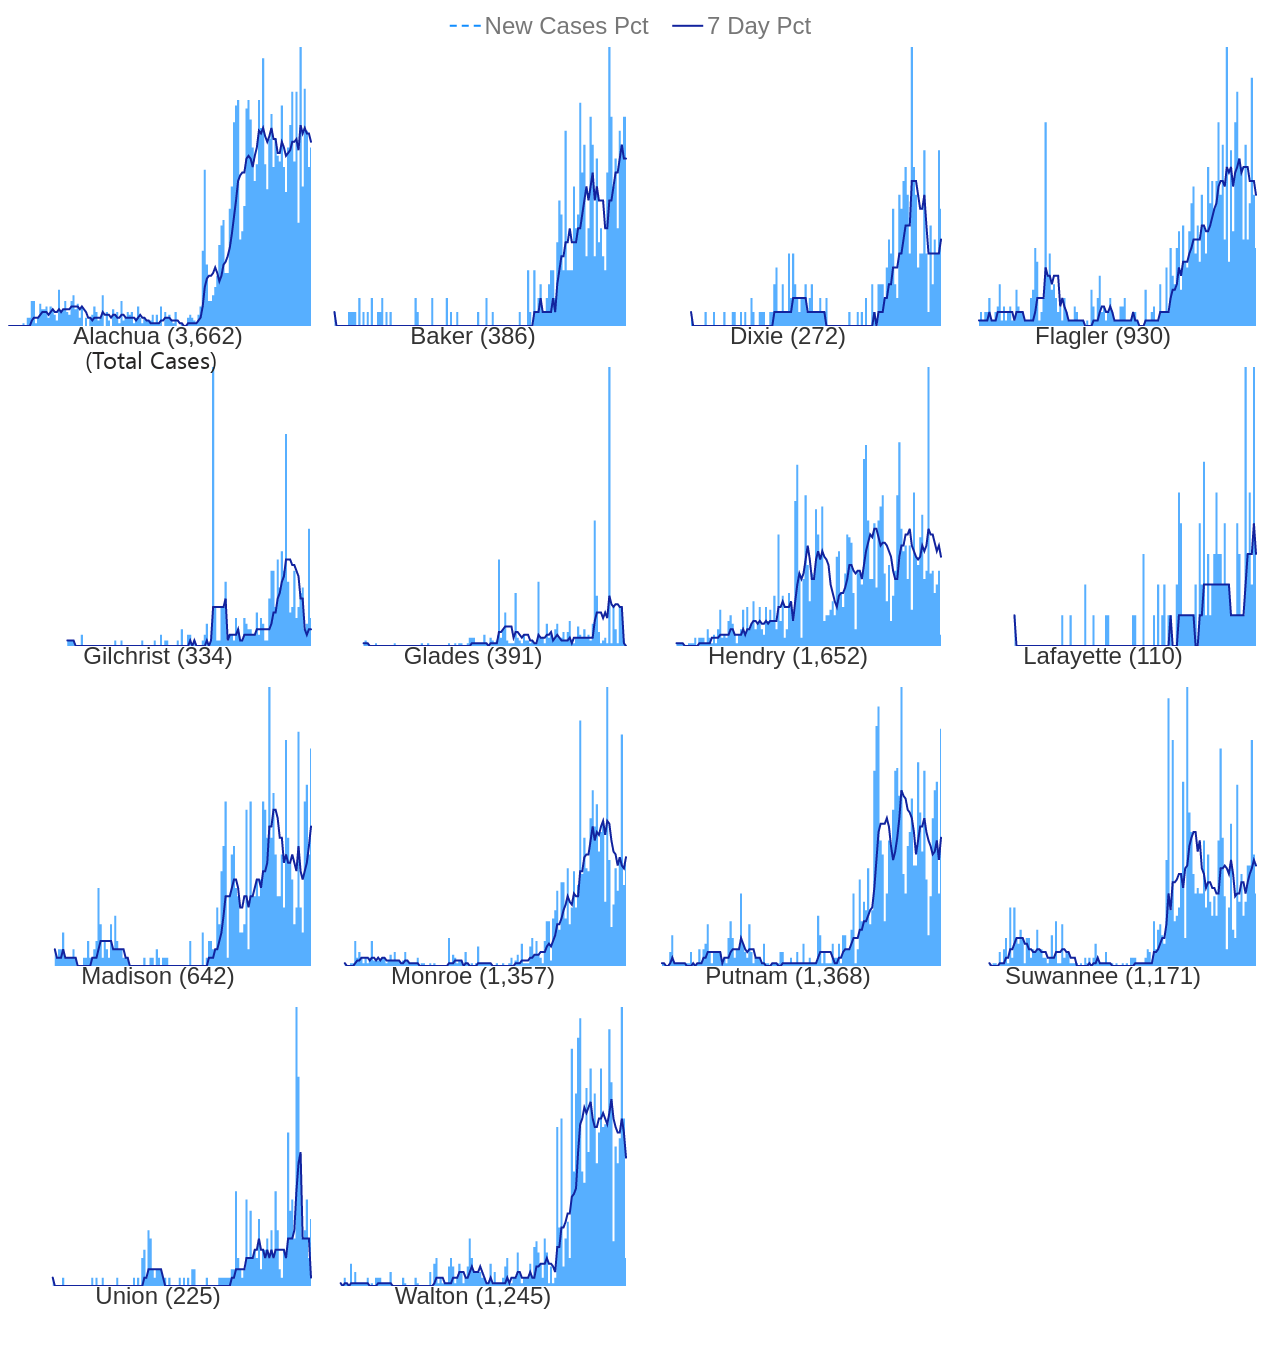 New Cases Pct 7 Day Pct
Alachua (3,662) Baker (386) Dixie (272) Flagler (930)
(Total Cases)
Gilchrist (334) Glades (391) Hendry (1,652) Lafayette (110)
Madison (642) Monroe (1,357) Putnam (1,368) Suwannee (1,171)
Union (225) Walton (1,245)